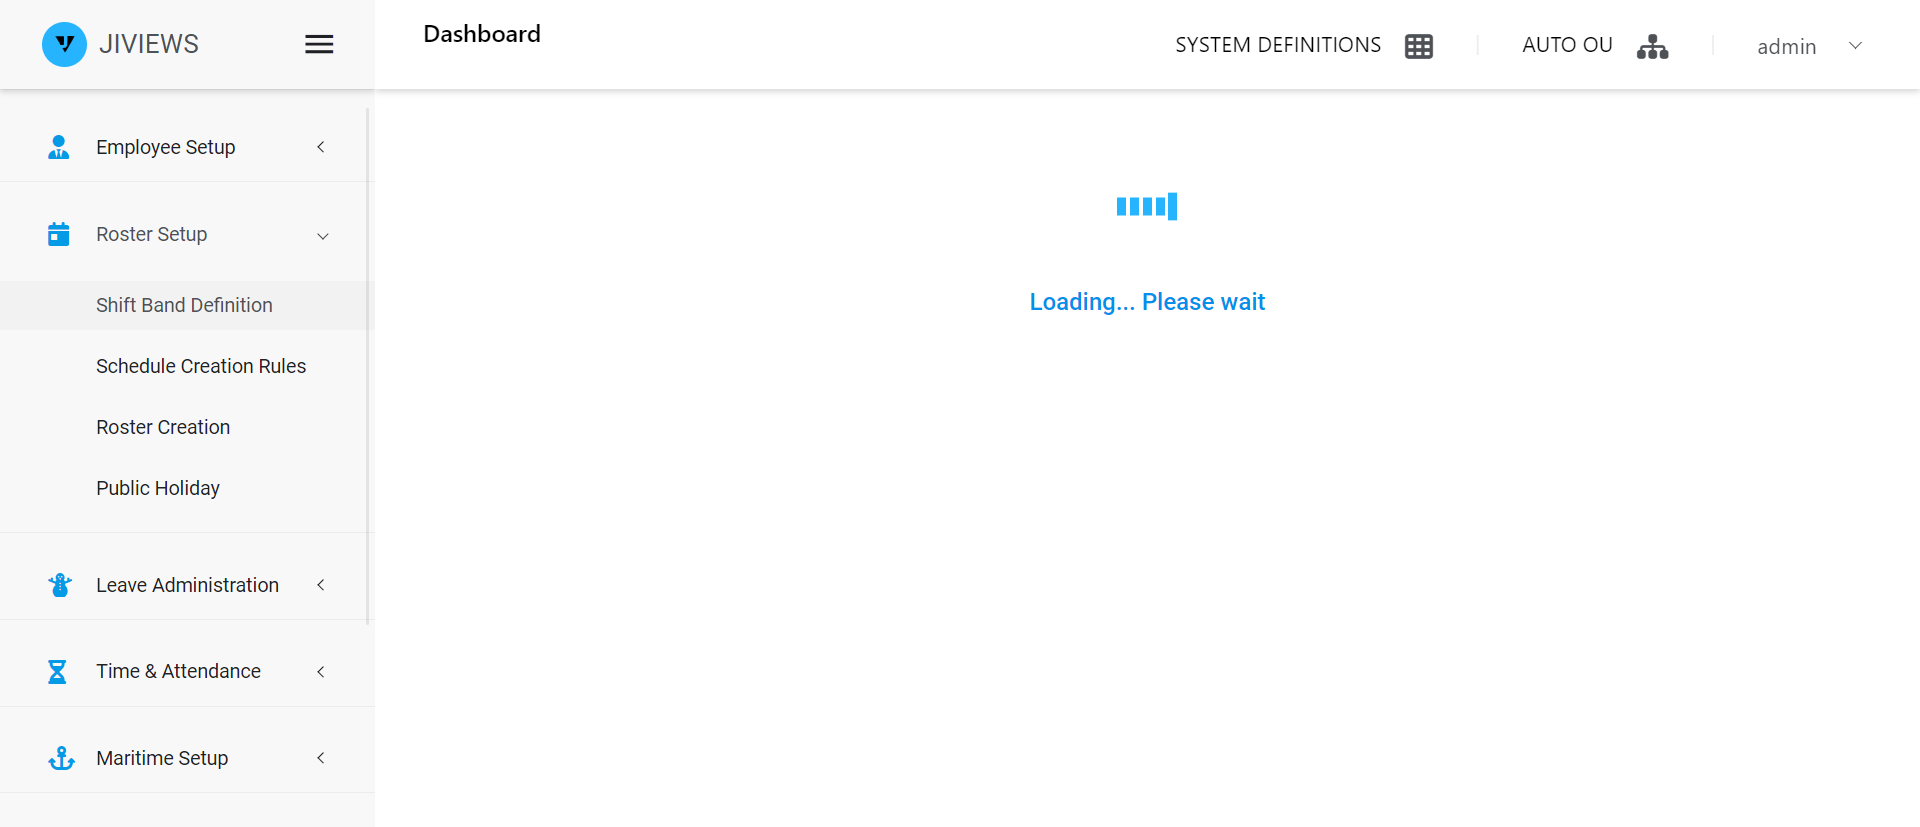 JIVIEWS
Dashboard
SYSTEM DEFINITIONS
AUTO OU
admin
Employee Setup
Roster Setup
Shift Band Definition
Schedule Creation Rules
Roster Creation
Public Holiday
Leave Administration
Time & Attendance
Maritime Setup
Loading... Please wait